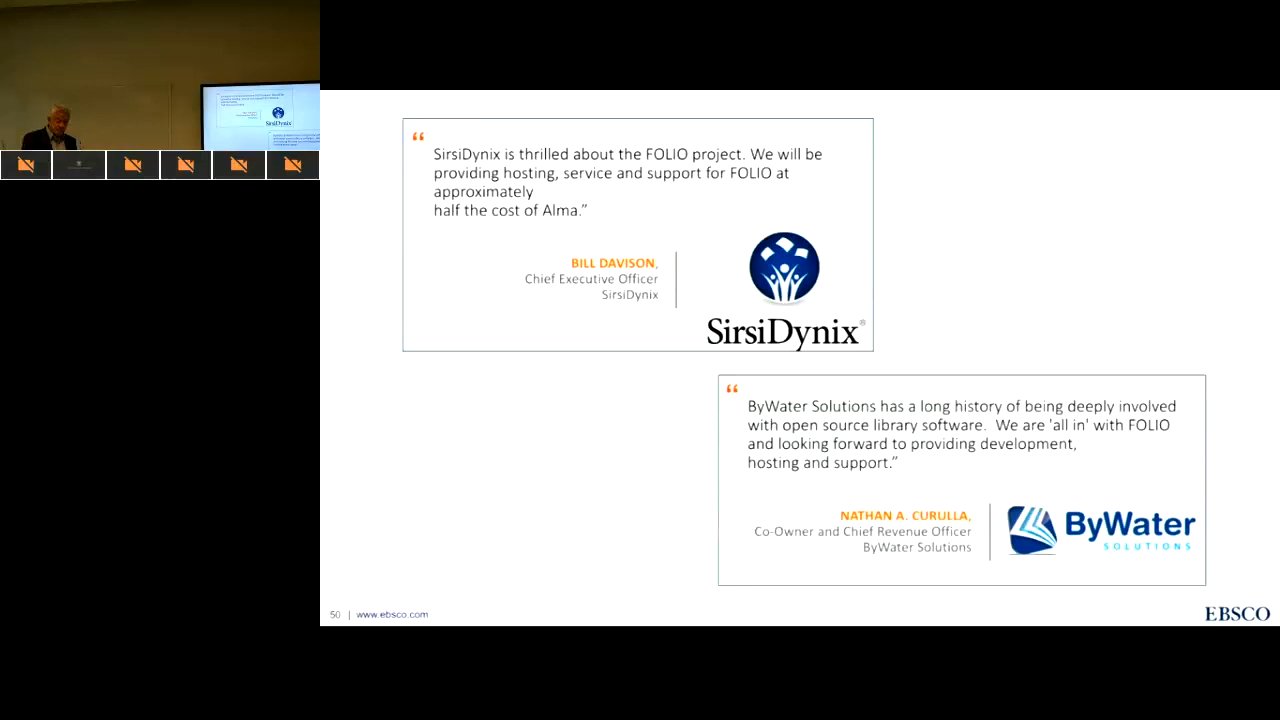 “
SirsiDynix is thrilled about the FOLIO project. We will be
providing hosting, service and support for FOLIO at
approximately
half the cost of Alma.”
BILL DAVISON,
Chief Executive Officer
SirsiDynix
SirsiDynix®
“
ByWater Solutions has a long history of being deeply involved
with open source library software. We are 'all in' with FOLIO
and looking forward to providing development,
hosting and support.”
NATHAN A. CURULLA,
Co-Owner and Chief Revenue Officer
ByWater Solutions
ByWater
SOLUTIONS
50 | www.ebsco.com
EBSCO